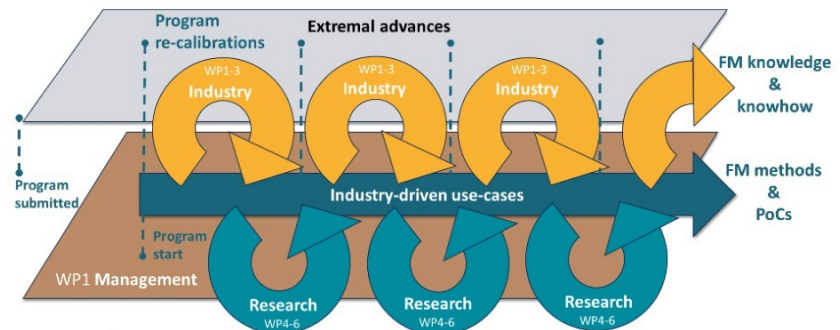 Program
re-calibrations
Extremal advances
WP1-3
Industry
WP1-3
Industry
WP1-3
Industry
FM knowledge
&
knowhow
Program
submitted
Industry-driven use-cases
FM methods
&
PoCs
Program
start
WP1 Management
Research
WP4-6
Research
WP4-6
Research
WP4-6